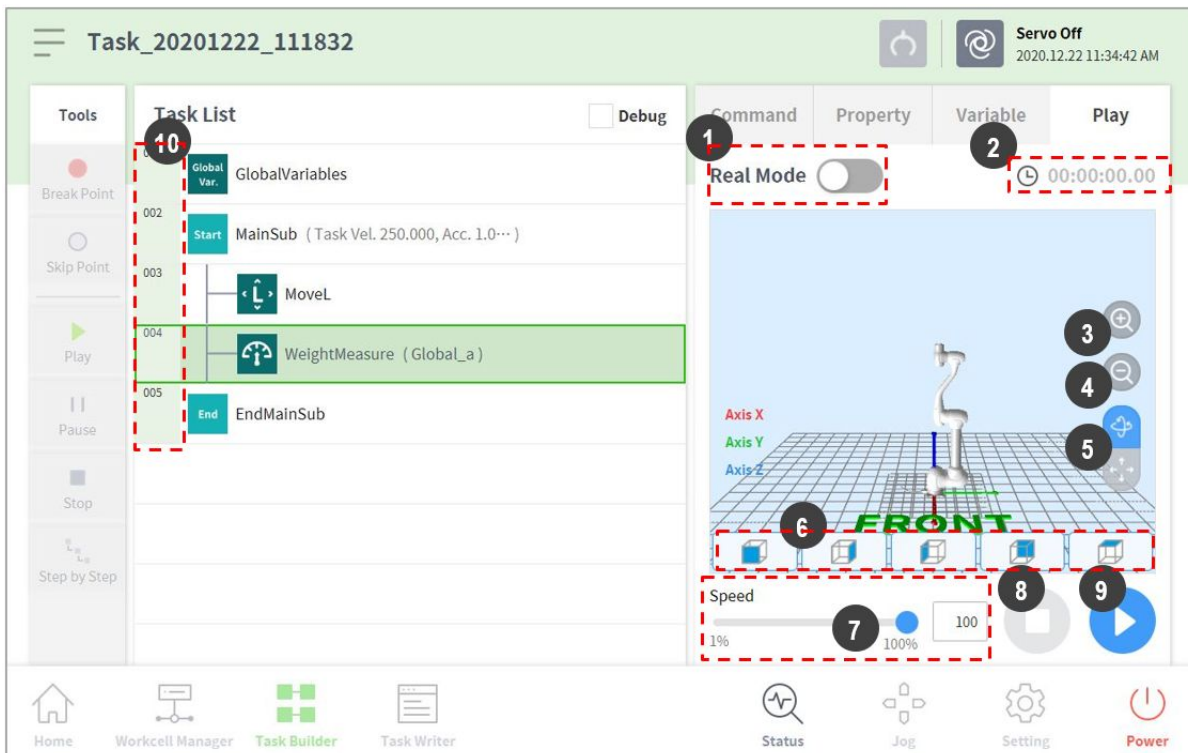 Task_20201222_111832
Servo Off
2020.12.22 11:34:42 AM
Tools
Break Point
Skip Point
Play
Pause
Stop
Step by Step
Task List
Debug
10
Global Var.
GlobalVariables
002
Start
MainSub ( Task Vel. 250.000, Acc. 1.0··· )
003
L
MoveL
004
WeightMeasure ( Global_a )
005
End
EndMainSub
Command
Property
Variable
Play
1
Real Mode
2
00:00:00.00
3
4
5
Axis X
Axis Y
Axis Z
FRONT
6
Speed
7
1%
100%
100
8
9
Home
Workcell Manager
Task Builder
Task Writer
Status
Jog
Setting
Power